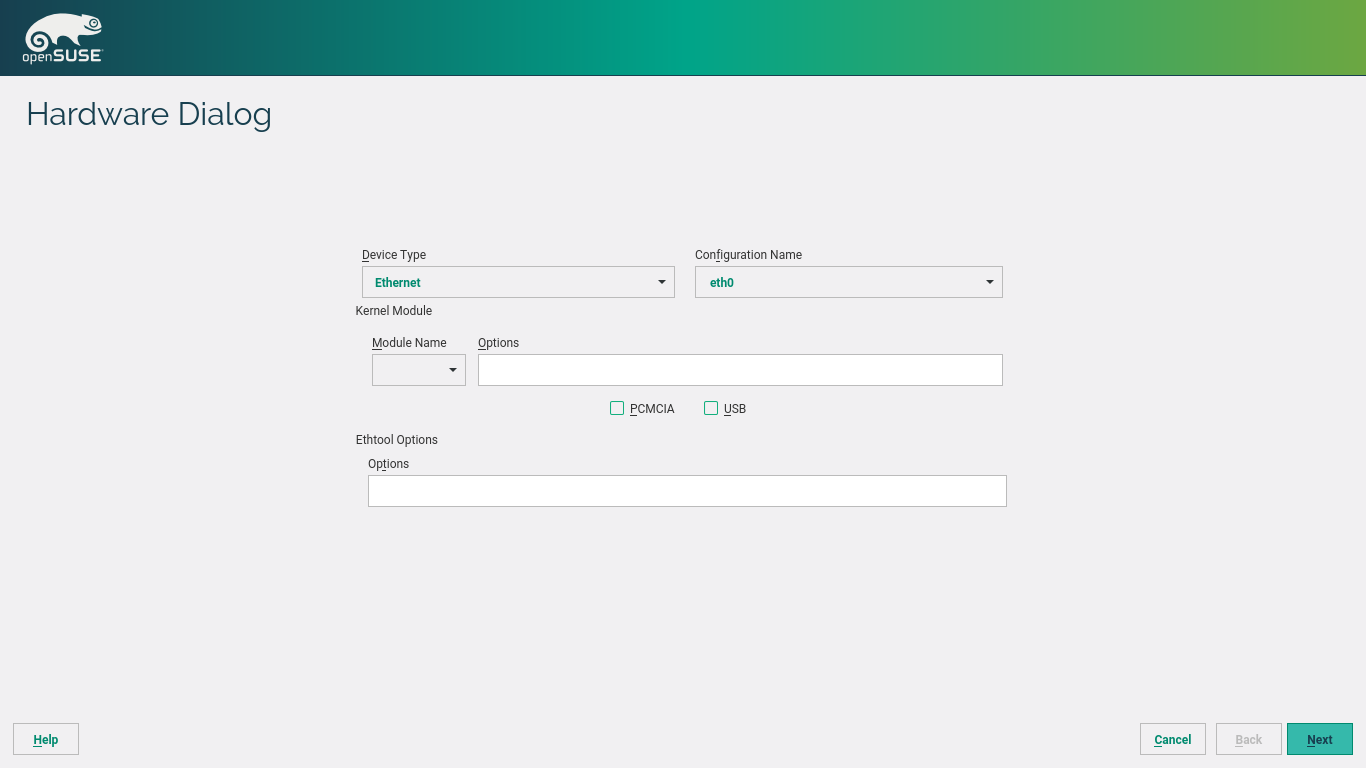 openSUSE
Hardware Dialog
Device Type
Configuration Name
Ethernet
eth0
Kernel Module
Module Name
Options
PCMCIA
USB
Ethtool Options
Options
Help
Cancel
Back
Next